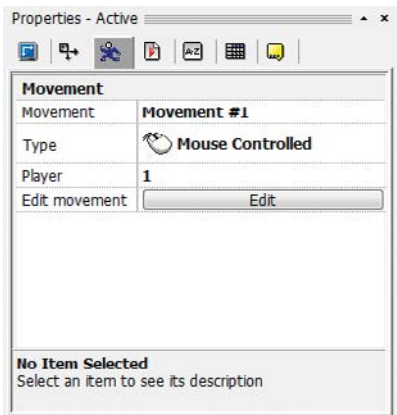 Properties - Active
A-Z
Movement
Movement Movement #1
Type Mouse Controlled
Player 1
Edit movement Edit
No Item Selected
Select an item to see its description